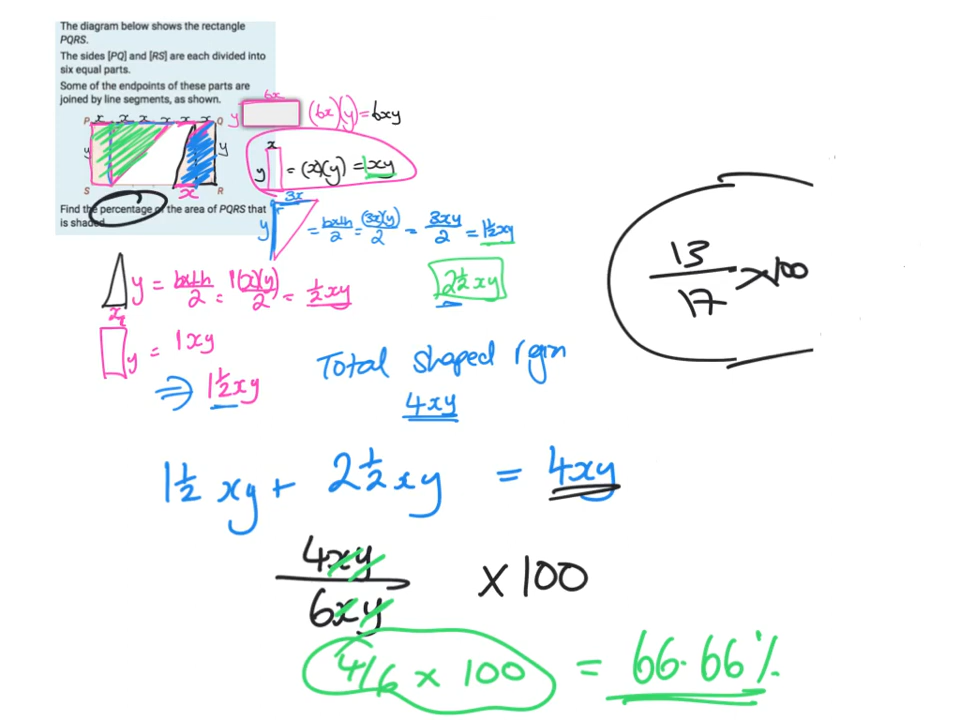 The diagram below shows the rectangle
PQRS.
The sides [PQ] and [RS] are each divided into
six equal parts.
Some of the endpoints of these parts are
joined by line segments, as shown.
P x x x x x x Q
y y
S x R
Find the percentage of the area of PQRS that
is shaded.
6x
y (6x)(y) = 6xy
x
y = (x)(y) = 1xy
3x
y = bxh/2 = (3x)(y)/2 = 3xy/2 = 1½xy
2½xy
y = bxh/2 = 1(x)(y)/2 = ½xy
x
y = 1xy
⇒ 1½xy
Total shaped
4xy
1½xy + 2½xy = 4xy
4xy/6xy x 100
4/6 x 100 = 66.66%
13/17 x 100